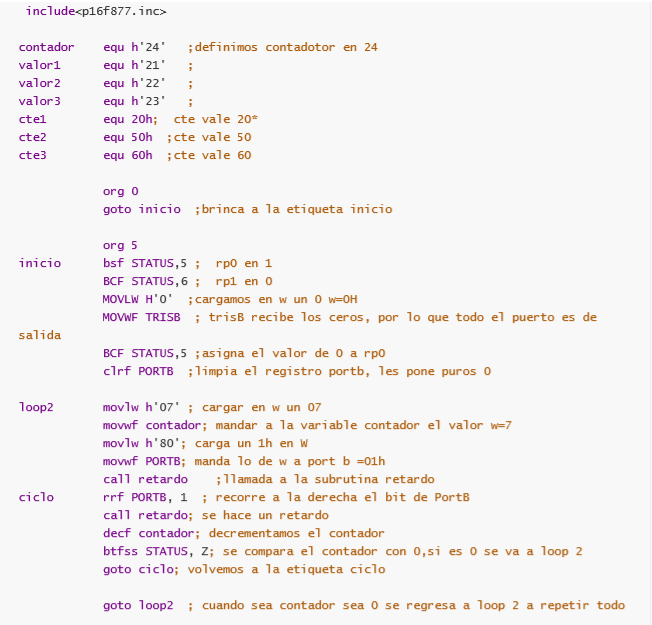 include<p16f877.inc>
contador equ h'24' ;definimos contadotor en 24
valor1 equ h'21' ;
valor2 equ h'22' ;
valor3 equ h'23' ;
cte1 equ 20h; cte vale 20*
cte2 equ 50h ;cte vale 50
cte3 equ 60h ;cte vale 60
org 0
goto inicio ;brinca a la etiqueta inicio
org 5
inicio bsf STATUS,5 ; rp0 en 1
BCF STATUS,6 ; rp1 en 0
MOVLW H'0' ;cargamos en w un 0 w=0H
MOVWF TRISB ; trisB recibe los ceros, por lo que todo el puerto es de
salida
BCF STATUS,5 ;asigna el valor de 0 a rp0
clrf PORTB ;limpia el registro portb, les pone puros 0
loop2 movlw h'07' ; cargar en w un 07
movwf contador; mandar a la variable contador el valor w=7
movlw h'80'; carga un 1h en W
movwf PORTB; manda lo de w a port b =01h
call retardo ;llamada a la subrutina retardo
ciclo rrf PORTB, 1 ; recorre a la derecha el bit de PortB
call retardo; se hace un retardo
decf contador; decrementamos el contador
btfss STATUS, Z; se compara el contador con 0,si es 0 se va a loop 2
goto ciclo; volvemos a la etiqueta ciclo
goto loop2 ; cuando sea contador sea 0 se regresa a loop 2 a repetir todo